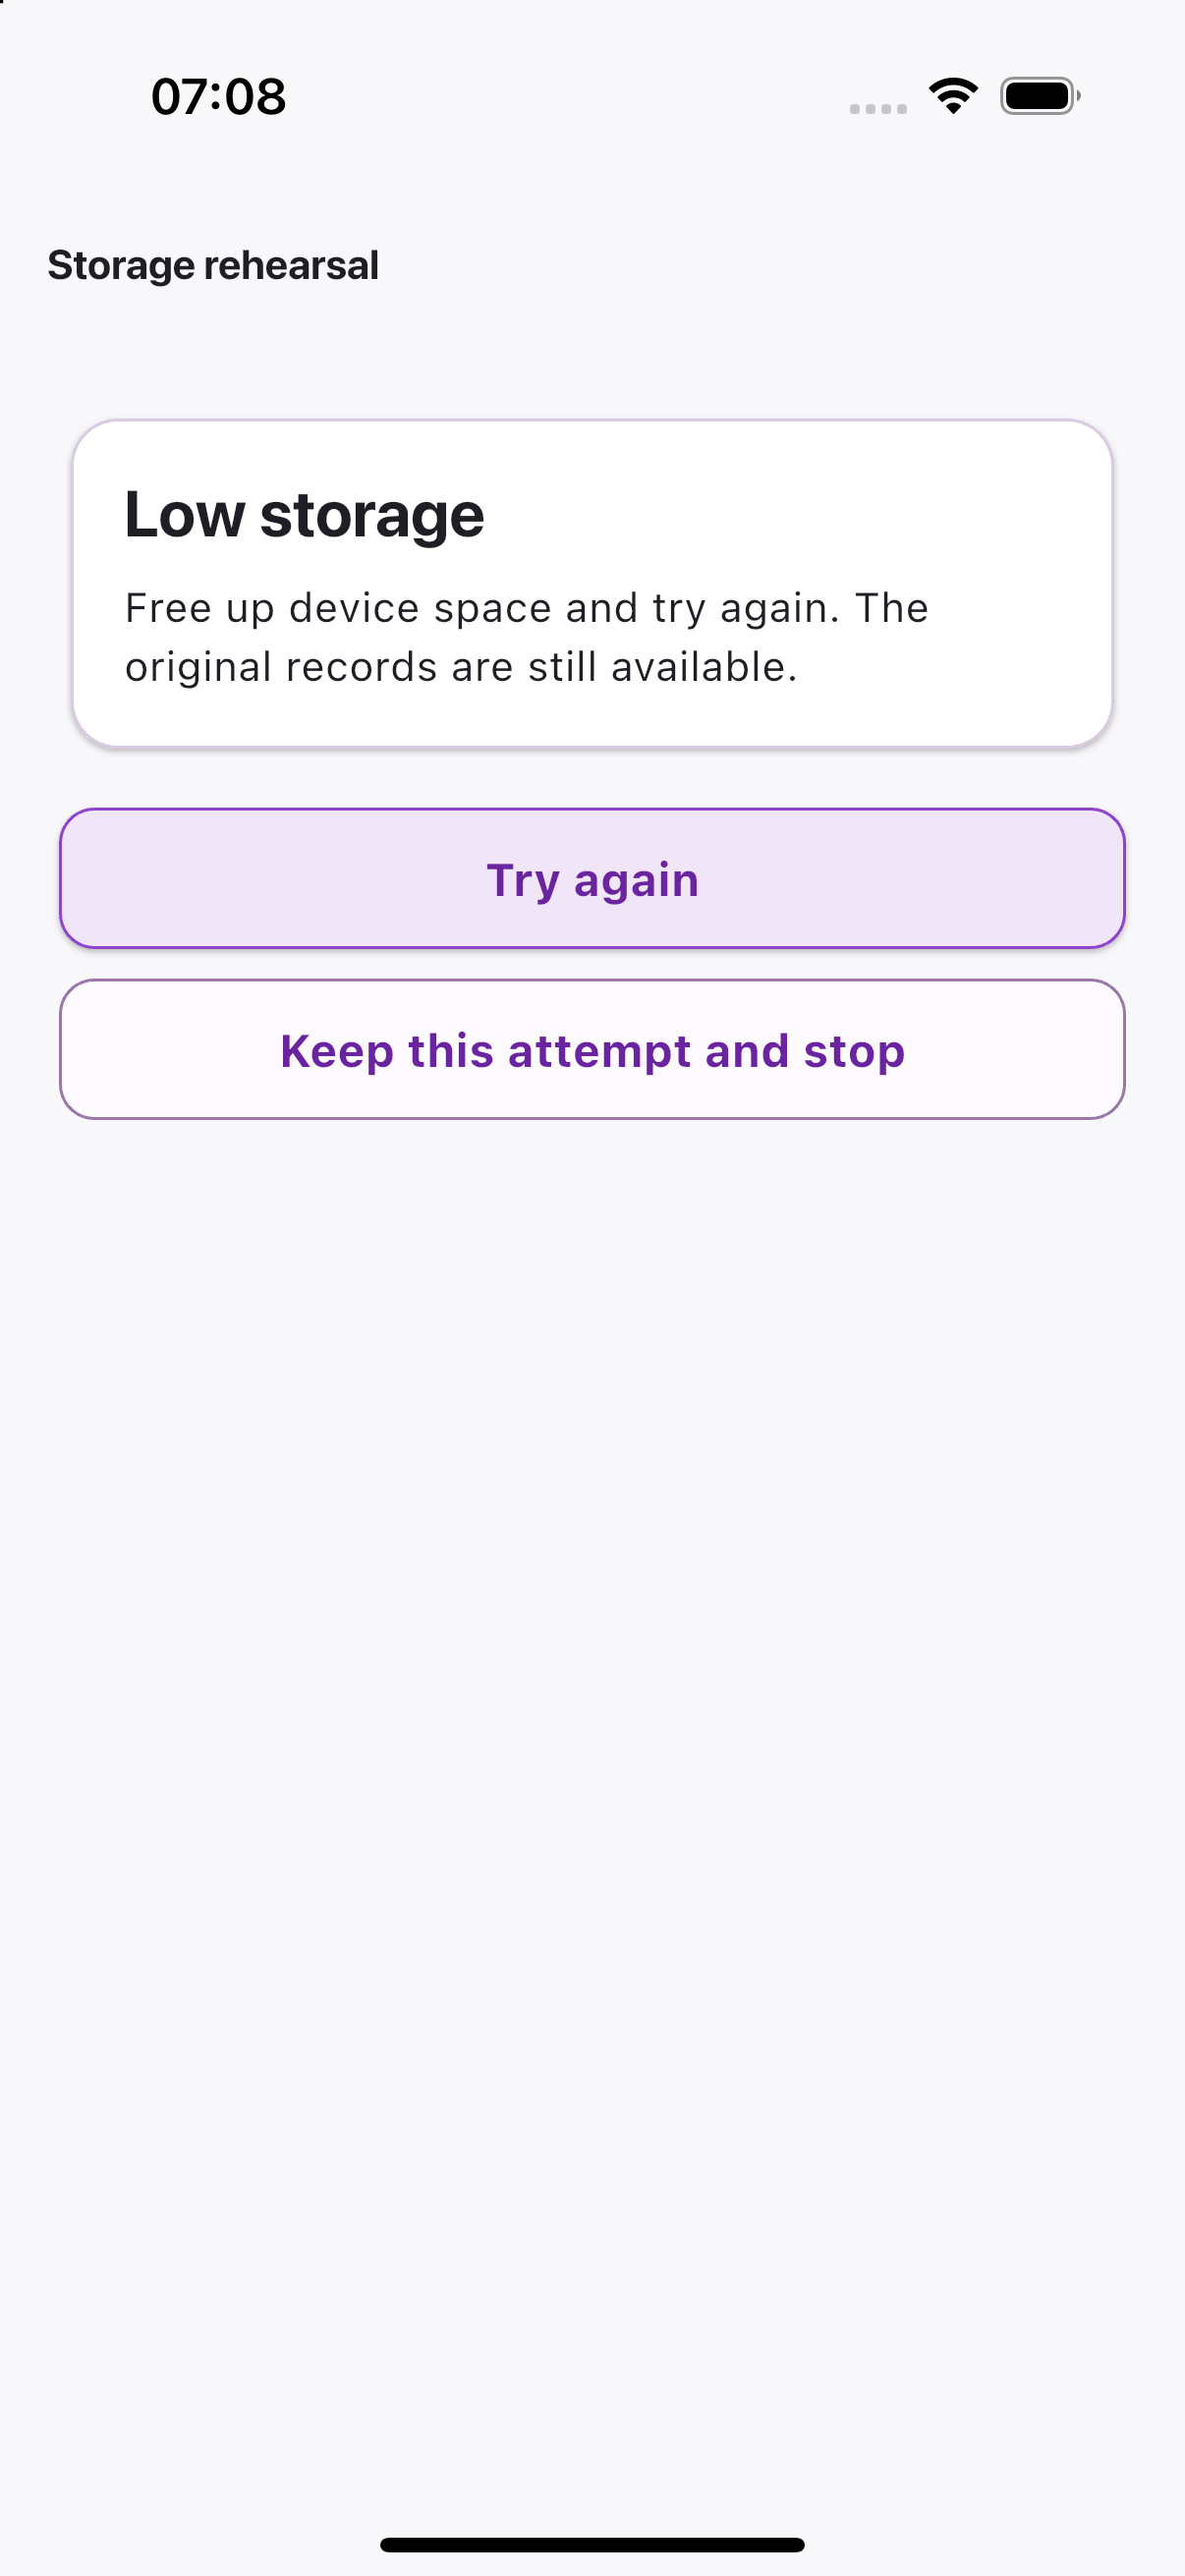 07:08
Storage rehearsal
Low storage
Free up device space and try again. The
original records are still available.
Try again
Keep this attempt and stop